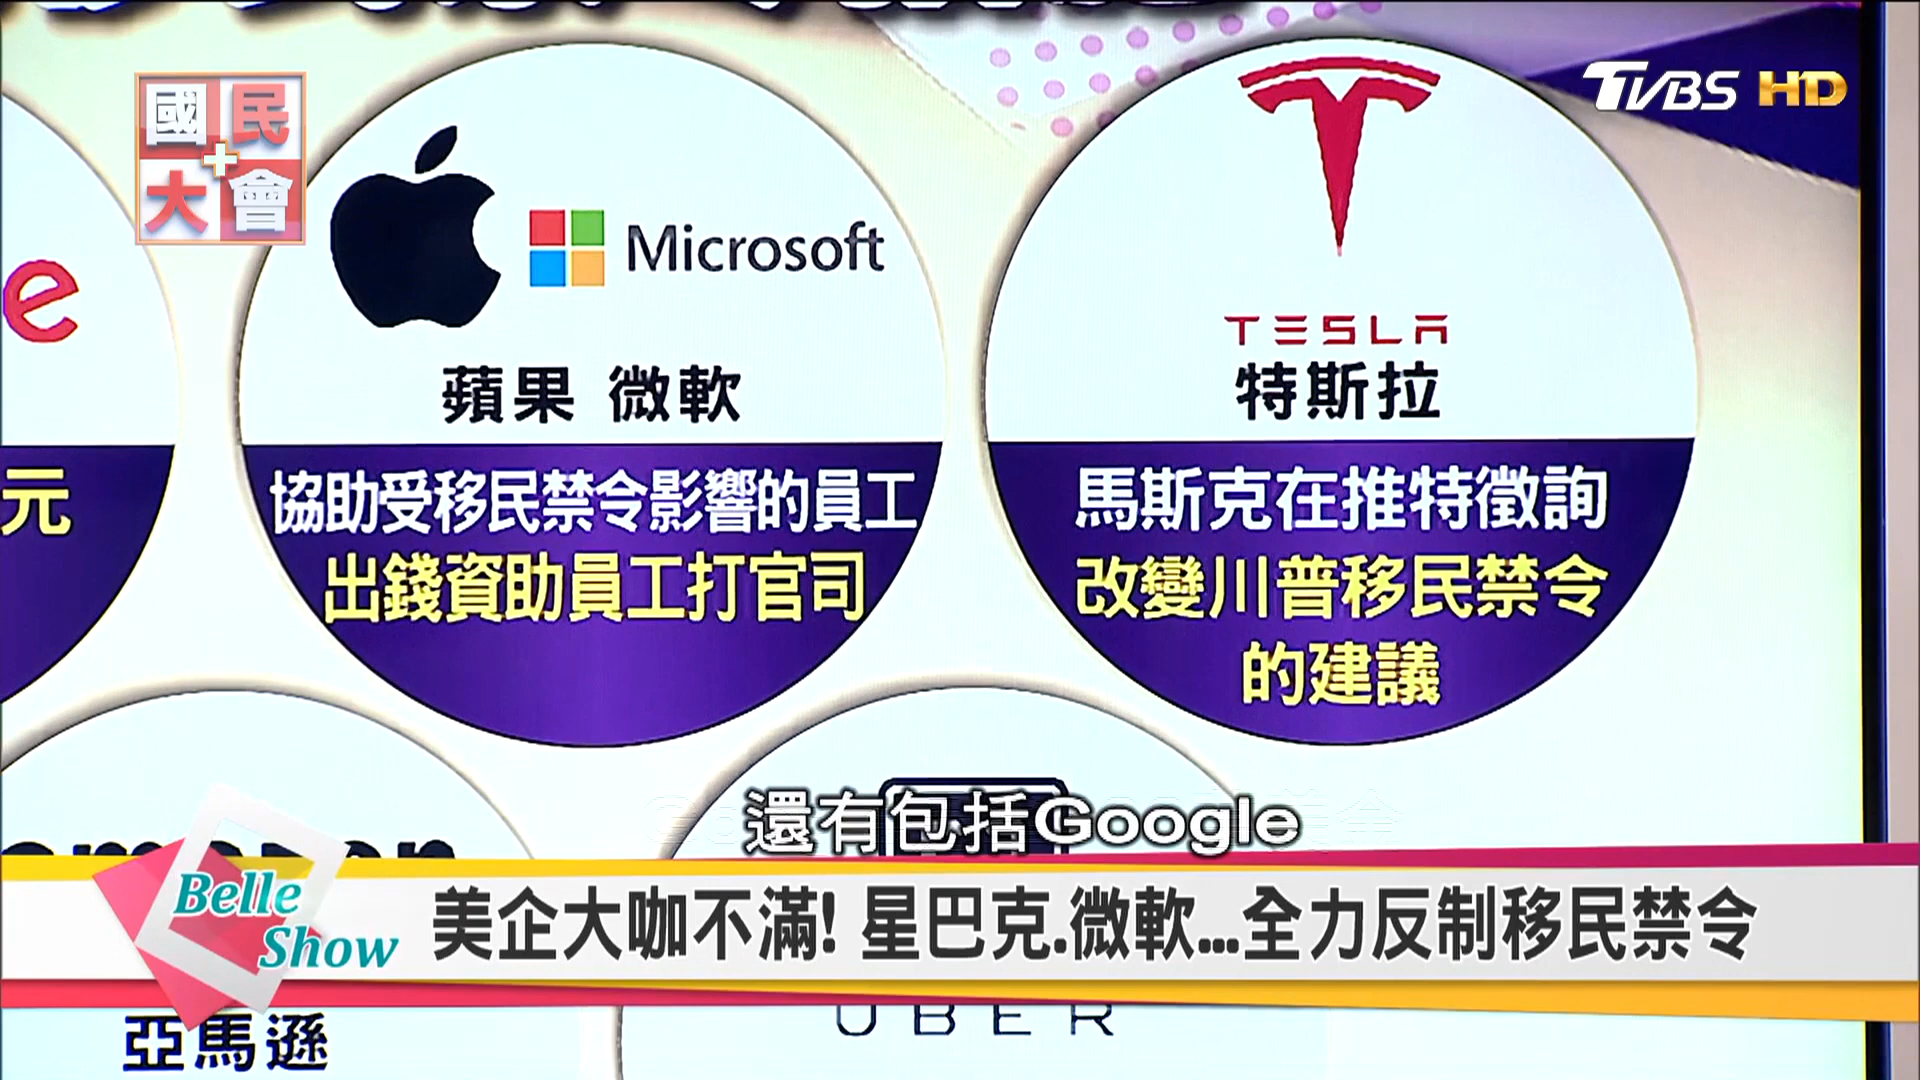 國民
大會
TVBS HD
e
元
Microsoft
蘋果 微軟
協助受移民禁令影響的員工
出錢資助員工打官司
TESLA
特斯拉
馬斯克在推特徵詢
改變川普移民禁令
的建議
還有包括Google
Belle
Show
美企大咖不滿! 星巴克.微軟...全力反制移民禁令
亞馬遜
UBER